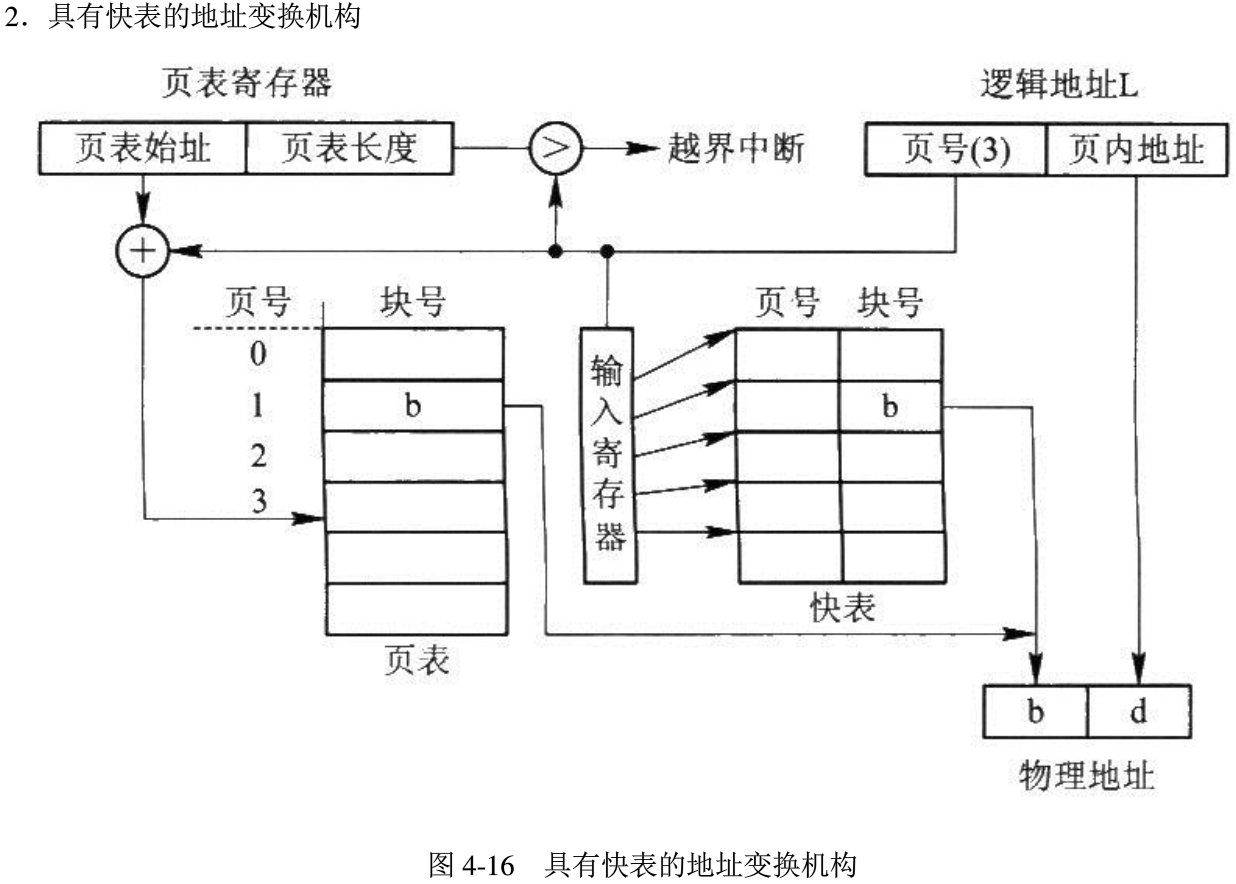 2．具有快表的地址变换机构
页表寄存器
逻辑地址L
页表始址 页表长度 > 越界中断 页号(3) 页内地址
+
页号 块号 页号 块号
0
1 b b
2
3
输入寄存器
快表
页表
b d
物理地址
图 4-16 具有快表的地址变换机构